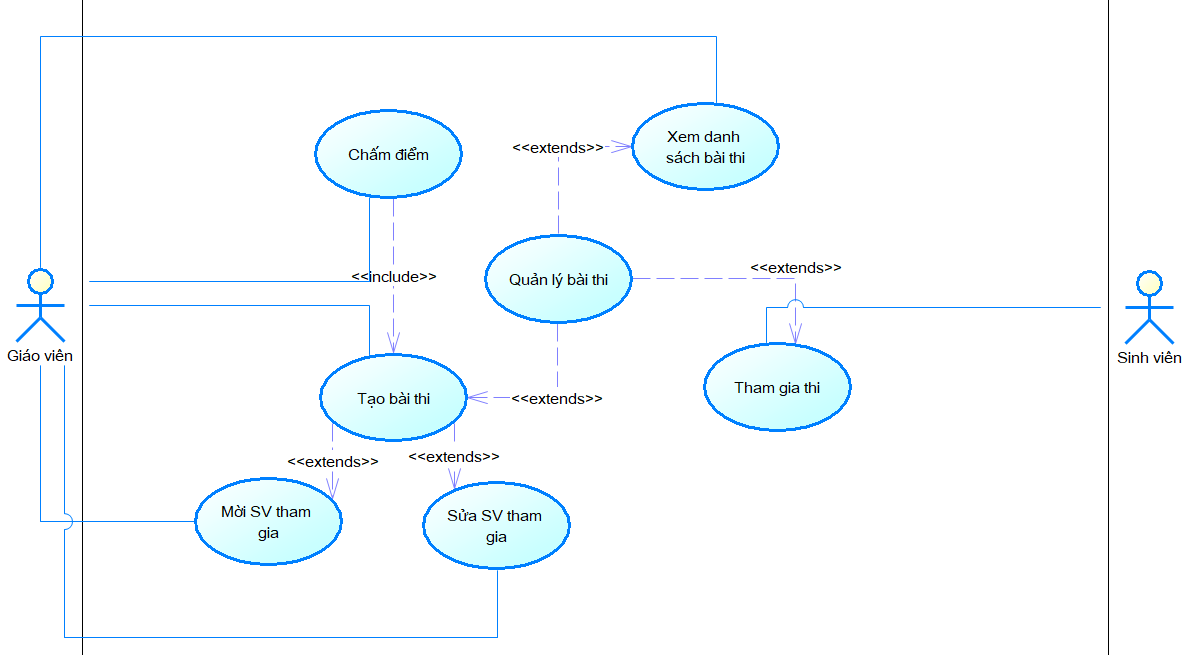 Xem danh
sách bài thi
<<extends>>
Chấm điểm
<<extends>>
<<include>>
Quản lý bài thi
Giáo viên
Sinh viên
Tham gia thi
Tạo bài thi
<<extends>>
<<extends>>
<<extends>>
Mời SV tham
gia
Sửa SV tham
gia